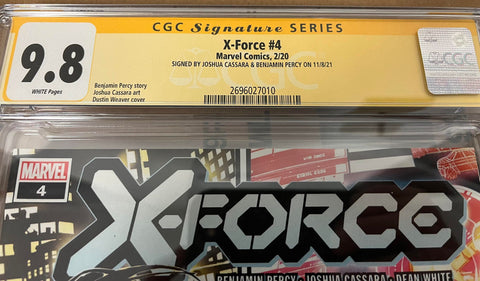 CGC Signature SERIES
9.8
WHITE Pages
X-Force #4
Marvel Comics, 2/20
SIGNED BY JOSHUA CASSARA & BENJAMIN PERCY ON 11/8/21
Benjamin Percy story
Joshua Cassara art
Dustin Weaver cover
2696027010
CGC
MARVEL
4
X-FORCE
BENJAMIN PERCY • JOSHUA CASSARA • DEAN WHITE